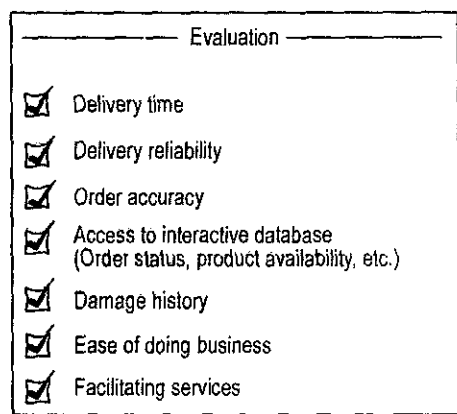 Evaluation
Delivery time
Delivery reliability
Order accuracy
Access to interactive database
(Order status, product availability, etc.)
Damage history
Ease of doing business
Facilitating services